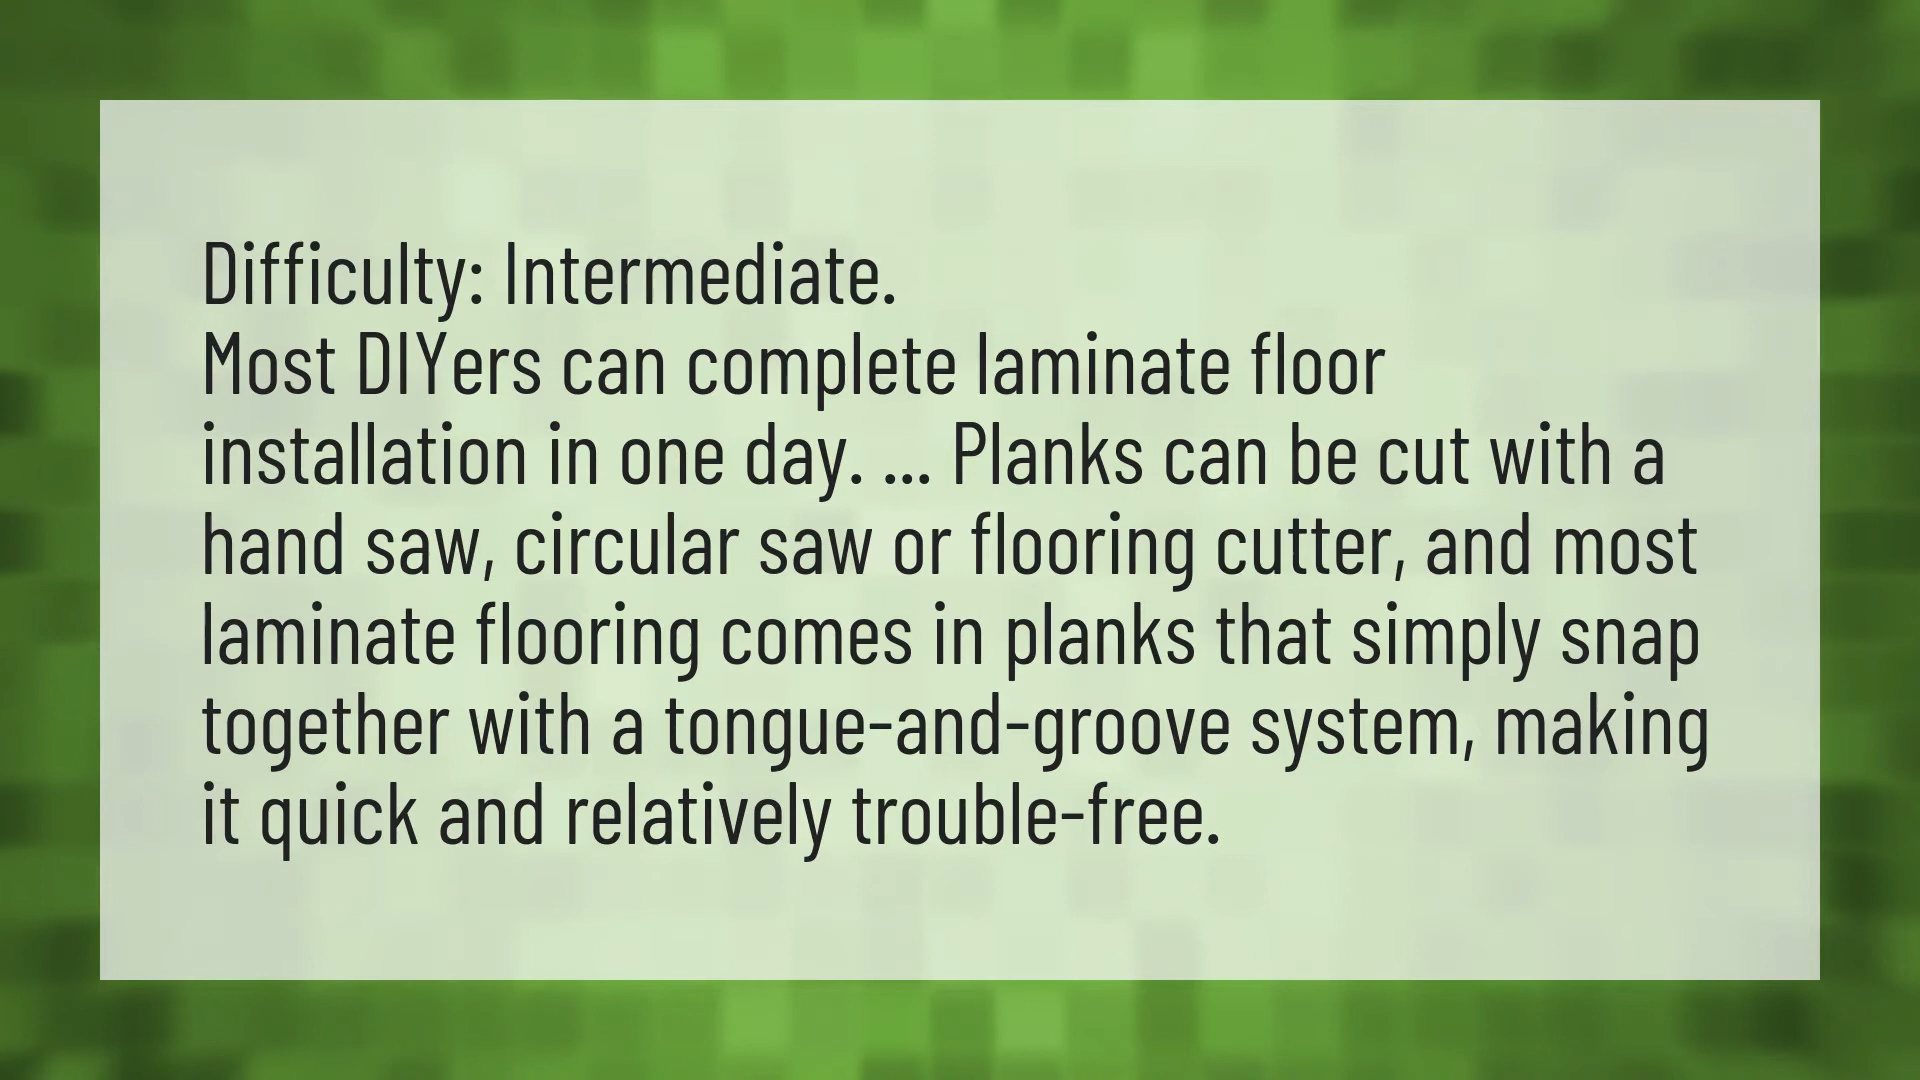 Difficulty: Intermediate.
Most DIYers can complete laminate floor
installation in one day. ... Planks can be cut with a
hand saw, circular saw or flooring cutter, and most
laminate flooring comes in planks that simply snap
together with a tongue-and-groove system, making
it quick and relatively trouble-free.